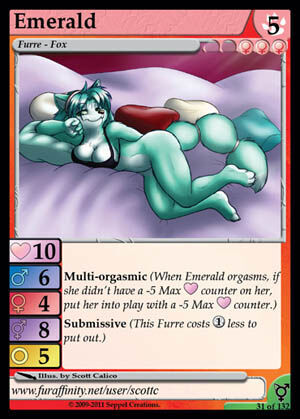 Emerald
5
Furre - Fox
10
6
4
8
5
Multi-orgasmic (When Emerald orgasms, if
she didn't have a -5 Max counter on her,
put her into play with a -5 Max counter.)
Submissive (This Furre costs 1 less to
put out.)
Illus. by Scott Calico
www.furaffinity.net/user/scottc
© 2009-2011 Seppel Creations.
31 of 132